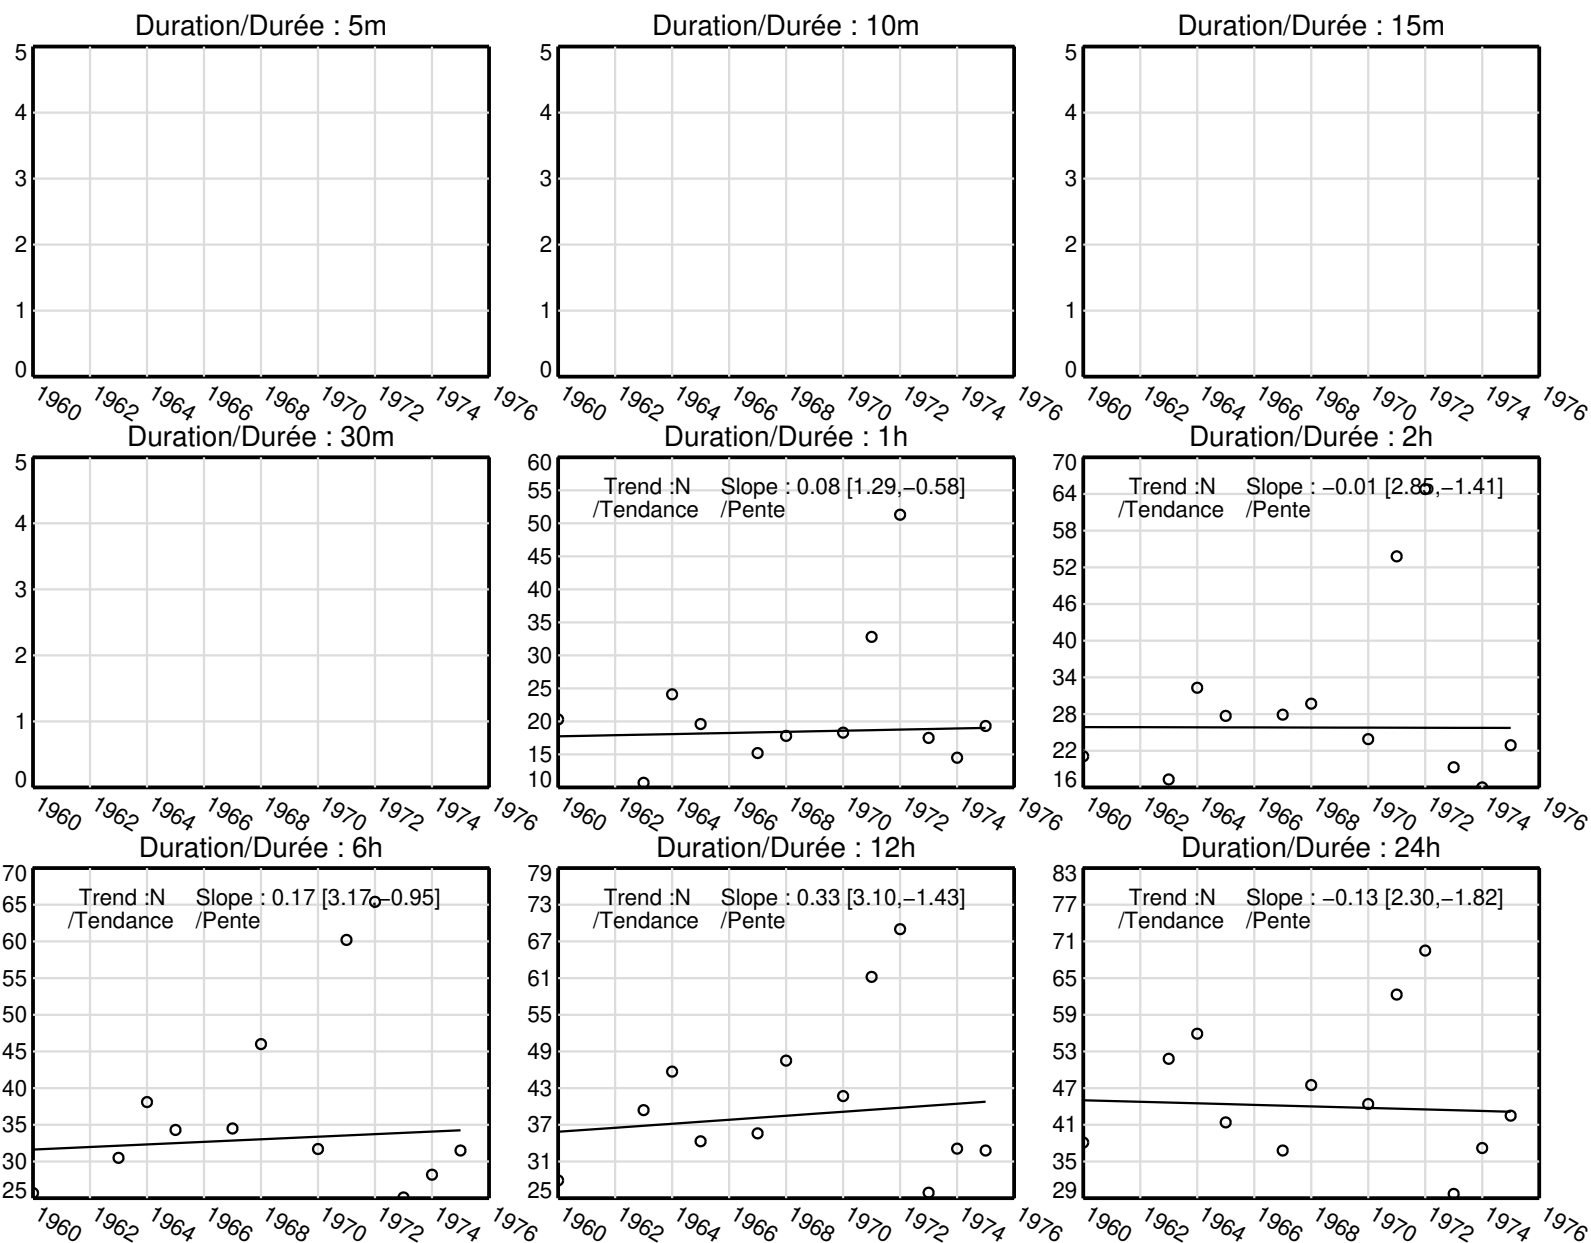 Duration/Durée : 5m
5
4
3
2
1
0
1960 1962 1964 1966 1968 1970 1972 1974 1976
Duration/Durée : 10m
5
4
3
2
1
0
1960 1962 1964 1966 1968 1970 1972 1974 1976
Duration/Durée : 15m
5
4
3
2
1
0
1960 1962 1964 1966 1968 1970 1972 1974 1976
Duration/Durée : 30m
5
4
3
2
1
0
1960 1962 1964 1966 1968 1970 1972 1974 1976
Duration/Durée : 1h
Trend :N Slope : 0.08 [1.29,−0.58]
/Tendance /Pente
60
55
50
45
40
35
30
25
20
15
10
1960 1962 1964 1966 1968 1970 1972 1974 1976
Duration/Durée : 2h
Trend :N Slope : −0.01 [2.85,−1.41]
/Tendance /Pente
70
64
58
52
46
40
34
28
22
16
1960 1962 1964 1966 1968 1970 1972 1974 1976
Duration/Durée : 6h
Trend :N Slope : 0.17 [3.17,−0.95]
/Tendance /Pente
70
65
60
55
50
45
40
35
30
25
1960 1962 1964 1966 1968 1970 1972 1974 1976
Duration/Durée : 12h
Trend :N Slope : 0.33 [3.10,−1.43]
/Tendance /Pente
79
73
67
61
55
49
43
37
31
25
1960 1962 1964 1966 1968 1970 1972 1974 1976
Duration/Durée : 24h
Trend :N Slope : −0.13 [2.30,−1.82]
/Tendance /Pente
83
77
71
65
59
53
47
41
35
29
1960 1962 1964 1966 1968 1970 1972 1974 1976